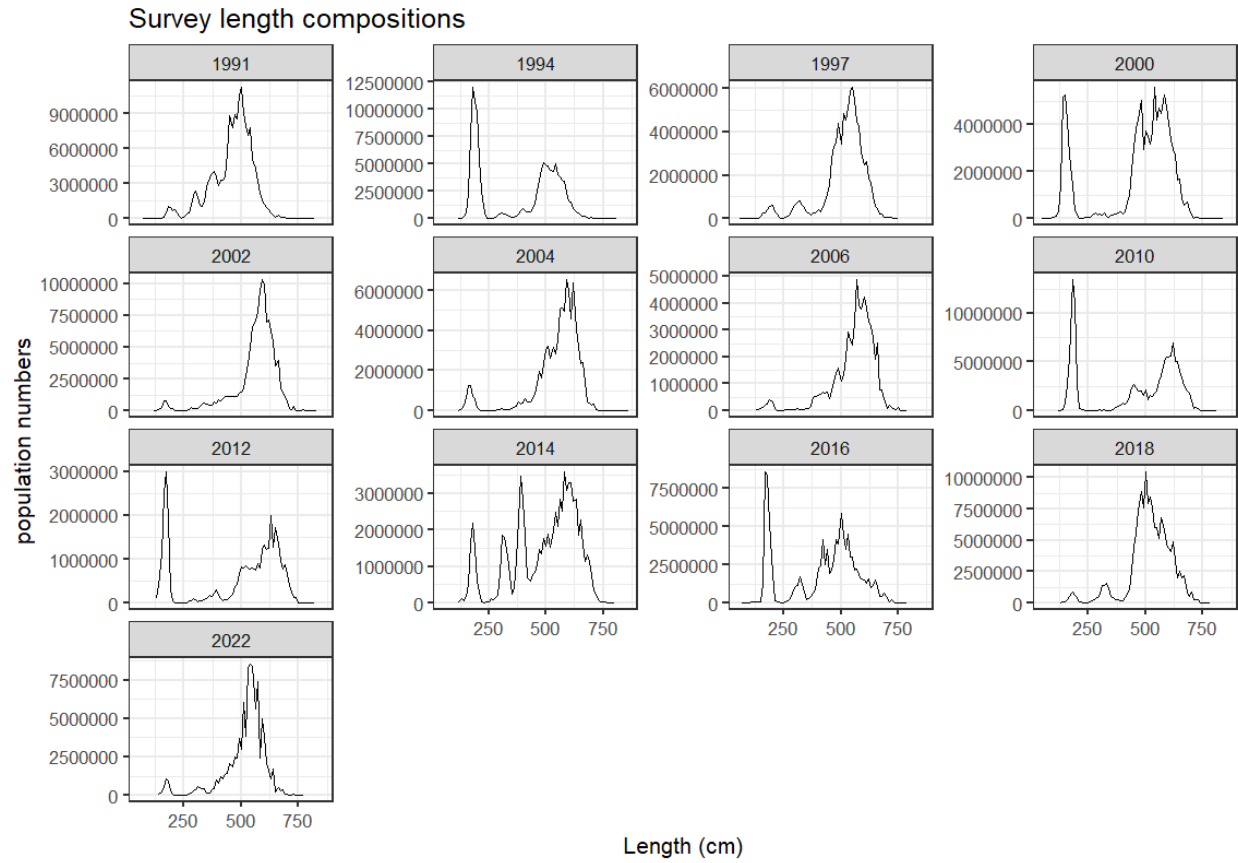 Survey length compositions
1991 1994 1997 2000
9000000 6000000 3000000 0
12500000 10000000 7500000 5000000 2500000 0
6000000 4000000 2000000 0
4000000 2000000 0
2002 2004 2006 2010
10000000 7500000 5000000 2500000 0
6000000 4000000 2000000 0
5000000 4000000 3000000 2000000 1000000 0
10000000 5000000 0
2012 2014 2016 2018
3000000 2000000 1000000 0
3000000 2000000 1000000 0
7500000 5000000 2500000 0
10000000 7500000 5000000 2500000 0
250 500 750 250 500 750 250 500 750
2022
7500000 5000000 2500000 0
250 500 750
population numbers
Length (cm)